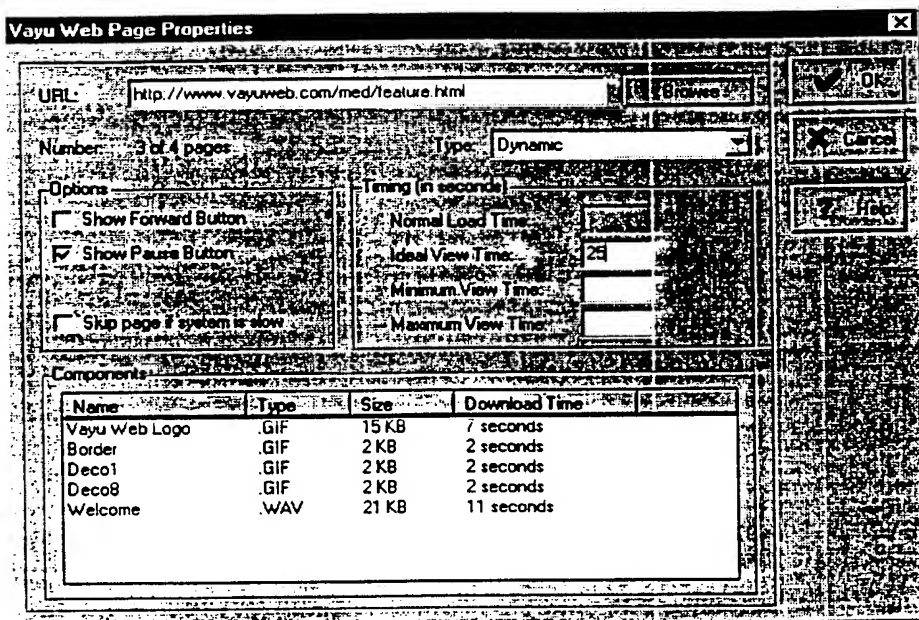 Vayu Web Page Properties
URL: http://www.vayuweb.com/med/feature.html Browse
OK
Number: 3 of 4 pages Type: Dynamic
Cancel
Options
Show Forward Button
Show Pause Button
Skip page if system is slow
Timing (in seconds)
Normal Load Time:
Ideal View Time: 25
Minimum View Time:
Maximum View Time:
? Help
Components
Name Type Size Download Time
Vayu Web Logo .GIF 15 KB 7 seconds
Border .GIF 2 KB 2 seconds
Deco1 .GIF 2 KB 2 seconds
Deco8 .GIF 2 KB 2 seconds
Welcome .WAV 21 KB 11 seconds